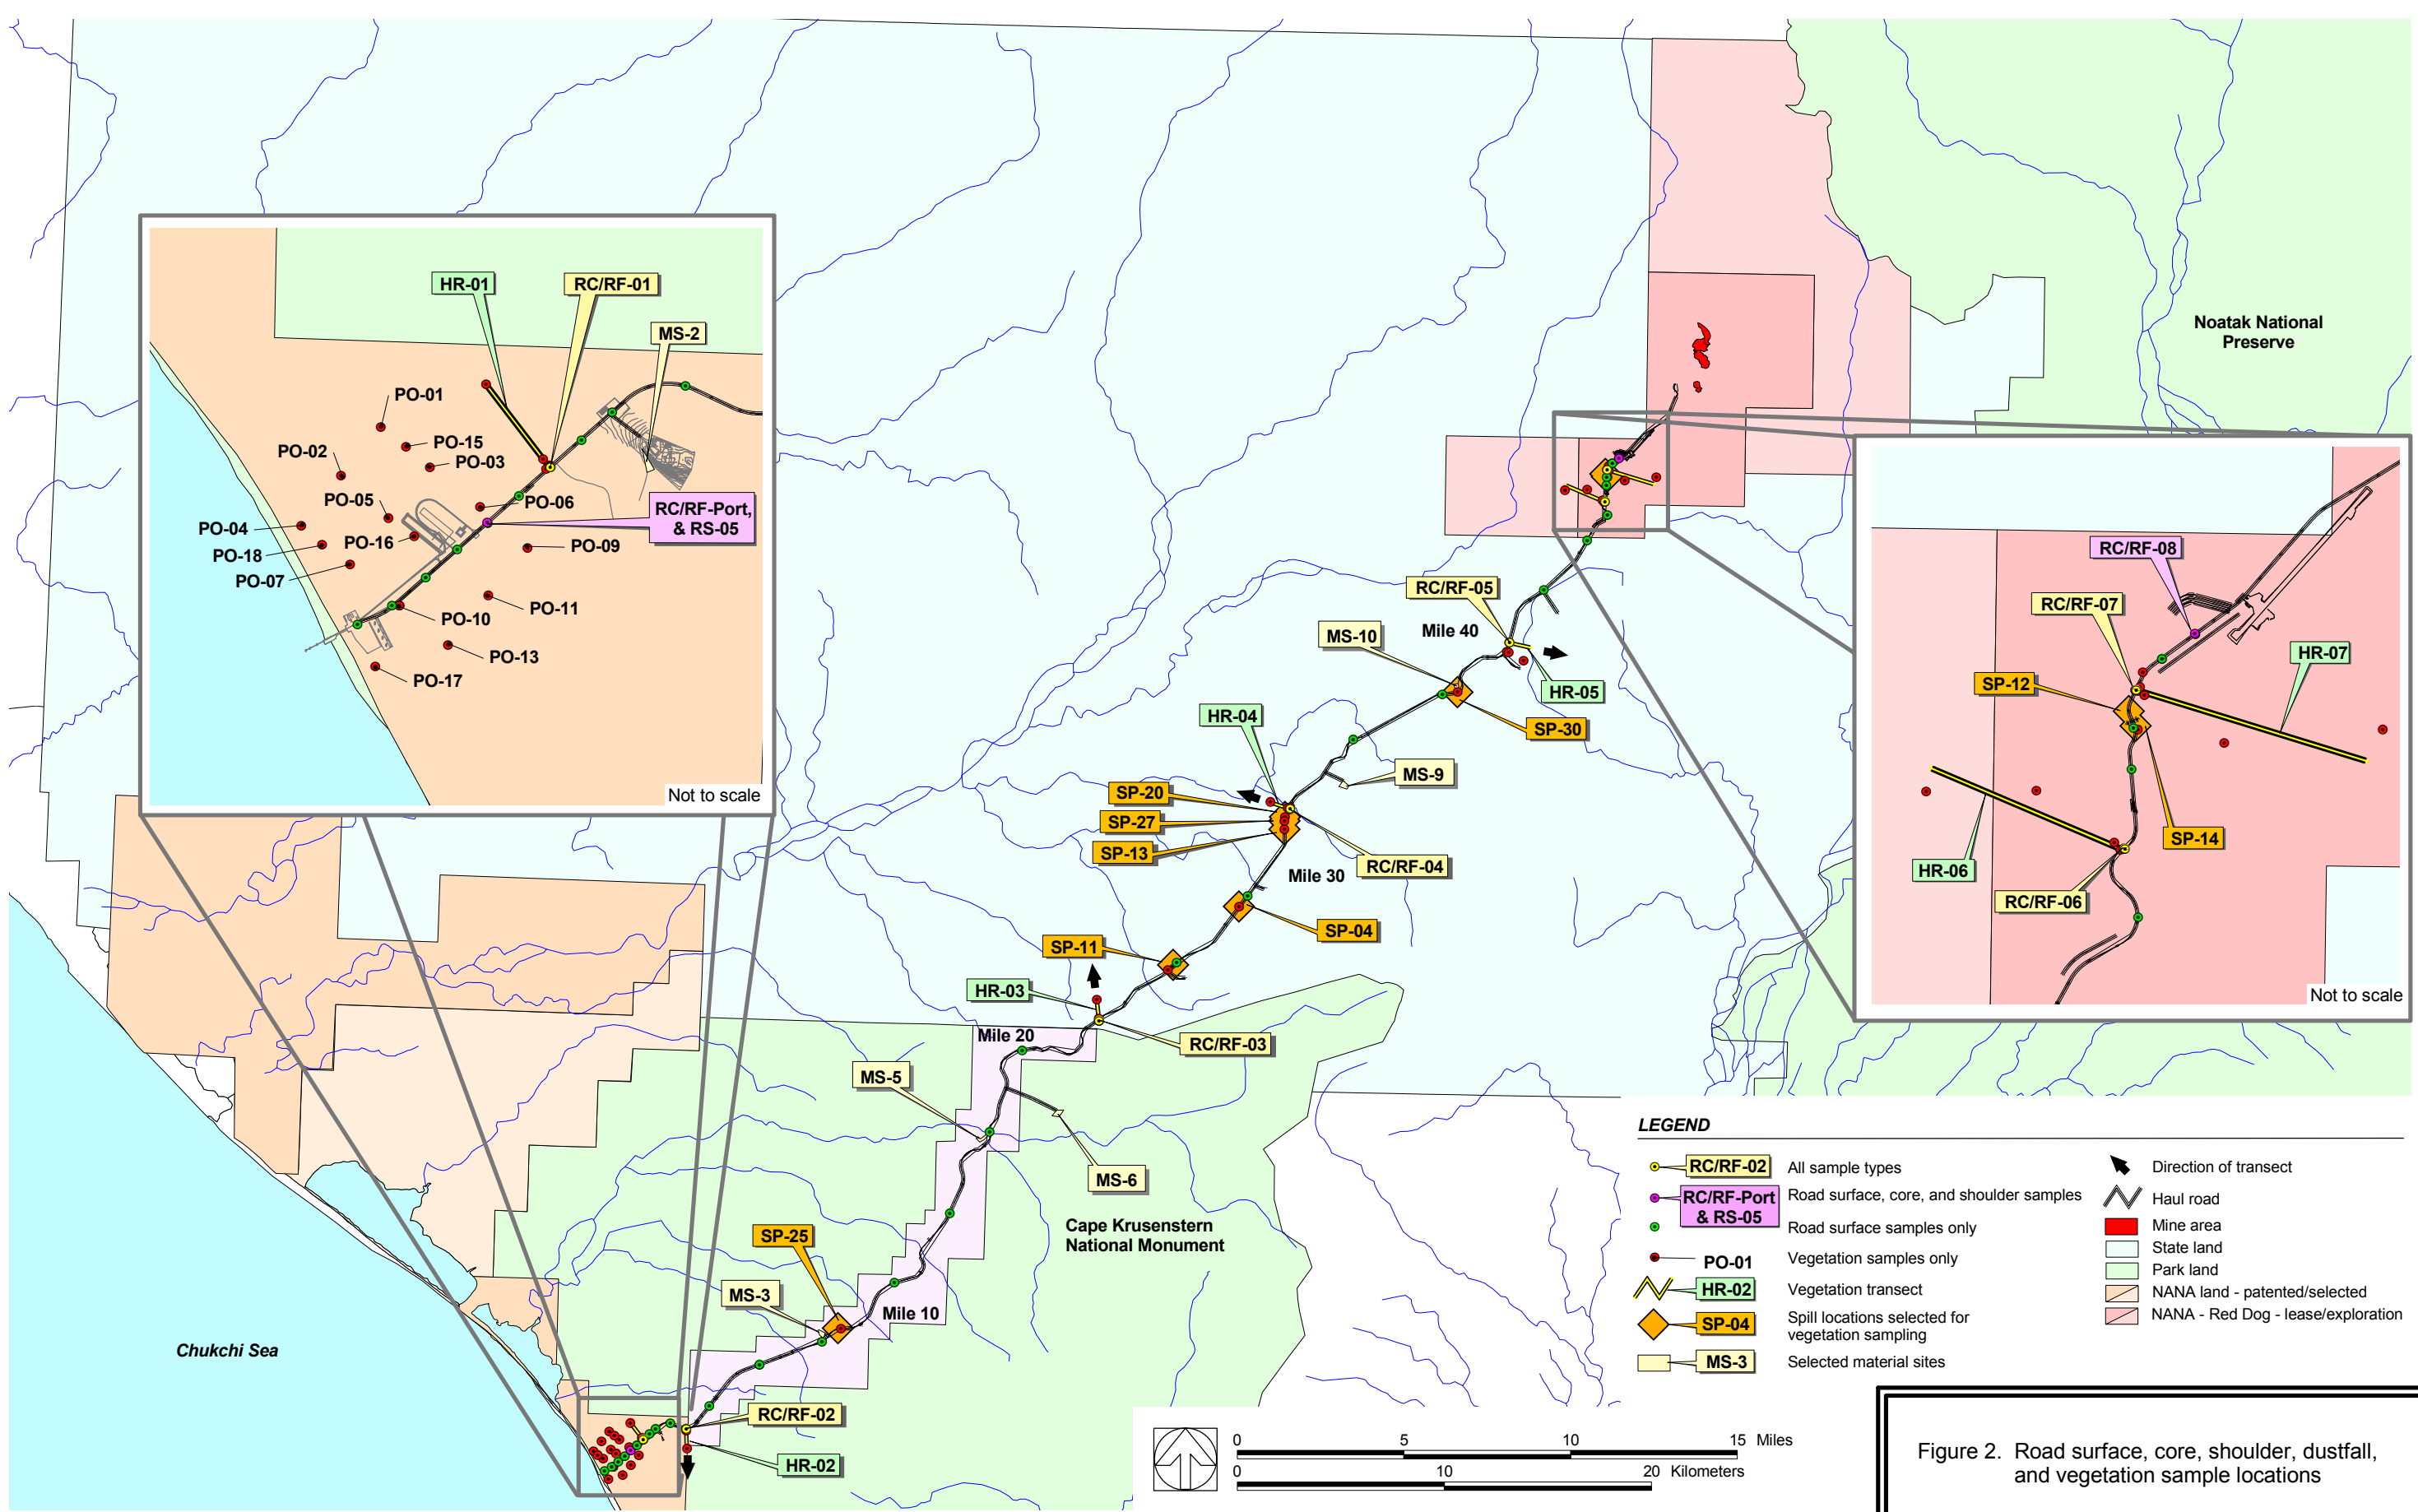 HR-01
RC/RF-01
MS-2
PO-01
PO-15
PO-02
PO-03
PO-05
PO-06
RC/RF-Port,
& RS-05
PO-04
PO-16
PO-18
PO-09
PO-07
PO-11
PO-10
PO-13
PO-17
Not to scale
Noatak National
Preserve
RC/RF-08
RC/RF-07
HR-07
SP-12
SP-14
HR-06
RC/RF-06
Not to scale
RC/RF-05
Mile 40
MS-10
HR-05
HR-04
SP-30
MS-9
SP-20
SP-27
SP-13
RC/RF-04
Mile 30
SP-04
SP-11
HR-03
Mile 20
RC/RF-03
MS-5
MS-6
Cape Krusenstern
National Monument
SP-25
MS-3
Mile 10
Chukchi Sea
RC/RF-02
HR-02
LEGEND
RC/RF-02 All sample types
RC/RF-Port
& RS-05
Road surface, core, and shoulder samples
Road surface samples only
PO-01 Vegetation samples only
HR-02 Vegetation transect
SP-04 Spill locations selected for
vegetation sampling
MS-3 Selected material sites
Direction of transect
Haul road
Mine area
State land
Park land
NANA land - patented/selected
NANA - Red Dog - lease/exploration
0 5 10 15 Miles
0 10 20 Kilometers
Figure 2. Road surface, core, shoulder, dustfall,
and vegetation sample locations